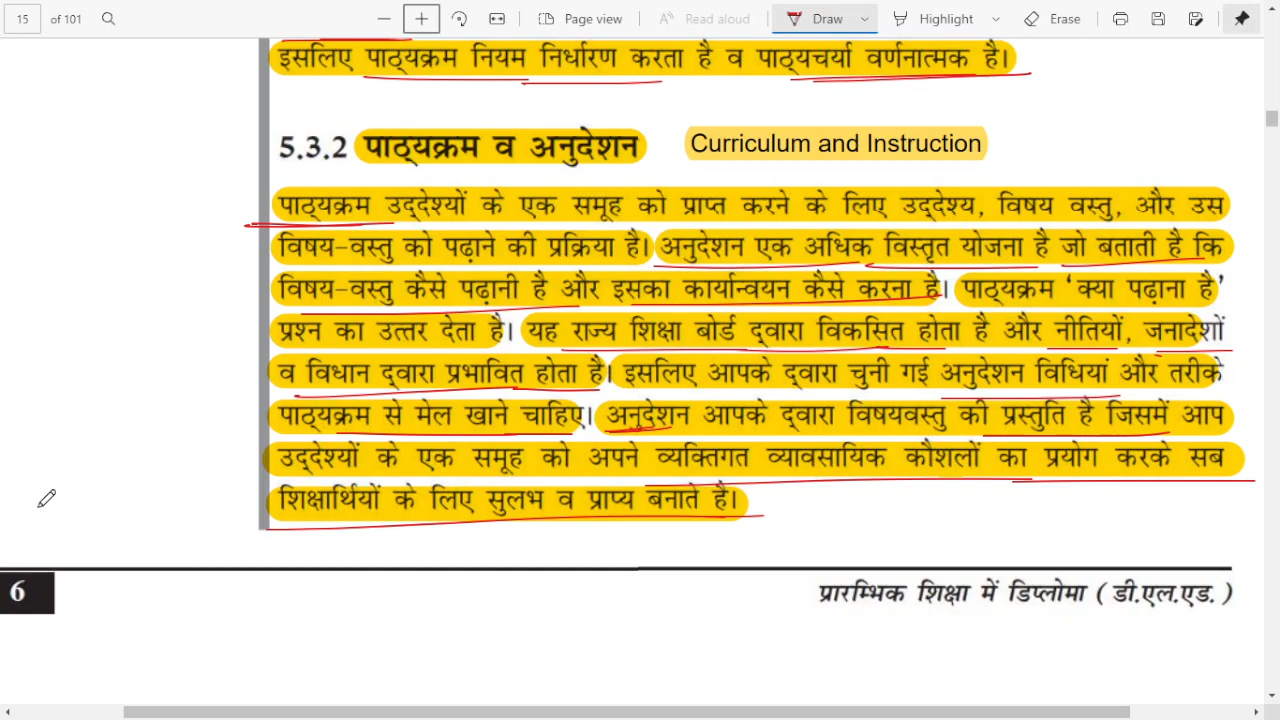 15 of 101 Page view Read aloud Draw Highlight Erase
इसलिए पाठ्यक्रम नियम निर्धारण करता है व पाठ्यचर्या वर्णनात्मक है।
5.3.2 पाठ्यक्रम व अनुदेशन Curriculum and Instruction
पाठ्यक्रम उद्देश्यों के एक समूह को प्राप्त करने के लिए उद्देश्य, विषय वस्तु, और उस
विषय-वस्तु को पढ़ाने की प्रक्रिया है। अनुदेशन एक अधिक विस्तृत योजना है जो बताती है कि
विषय-वस्तु कैसे पढ़ानी है और इसका कार्यान्वयन कैसे करना है। पाठ्यक्रम ‘क्या पढ़ाना है’
प्रश्न का उत्तर देता है। यह राज्य शिक्षा बोर्ड द्वारा विकसित होता है और नीतियों, जनादेशों
व विधान द्वारा प्रभावित होता है। इसलिए आपके द्वारा चुनी गई अनुदेशन विधियां और तरीके
पाठ्यक्रम से मेल खाने चाहिए। अनुदेशन आपके द्वारा विषयवस्तु की प्रस्तुति है जिसमें आप
उद्देश्यों के एक समूह को अपने व्यक्तिगत व्यावसायिक कौशलों का प्रयोग करके सब
शिक्षार्थियों के लिए सुलभ व प्राप्य बनाते है।
6 प्रारम्भिक शिक्षा में डिप्लोमा ( डी.एल.एड. )